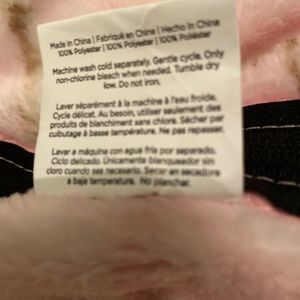 Made in China | Fabriqué en Chine | Hecho in China
100% Polyester | 100% Polyester | 100% Poliéster
Machine wash cold separately. Gentle cycle. Only
non-chlorine bleach when needed. Tumble dry
low. Do not iron.
Laver séparément à la machine à l'eau froide.
Cycle délicat. Au besoin, utiliser seulement des
produits de blanchiment sans chlore. Sécher par
culbutage à basse température. Ne pas repasser.
Lavar a máquina con agua fría por separado.
Ciclo delicado. Únicamente blanqueador sin
cloro cuando sea necesario. Secar en secadora
a baja temperatura. No planchar.